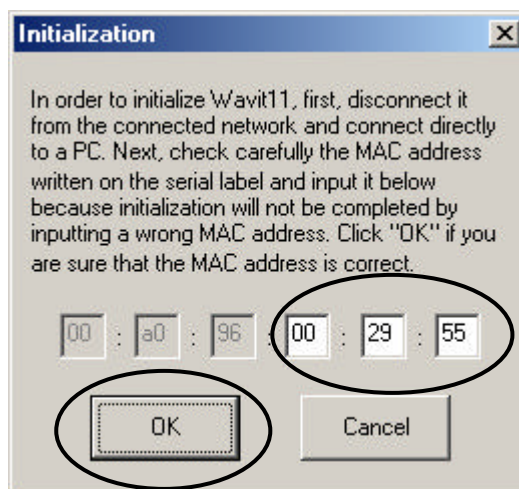 Initialization
In order to initialize Wavit11, first, disconnect it
from the connected network and connect directly
to a PC. Next, check carefully the MAC address
written on the serial label and input it below
because initialization will not be completed by
inputting a wrong MAC address. Click "OK" if you
are sure that the MAC address is correct.
00 : a0 : 96 : 00 : 29 : 55
OK Cancel